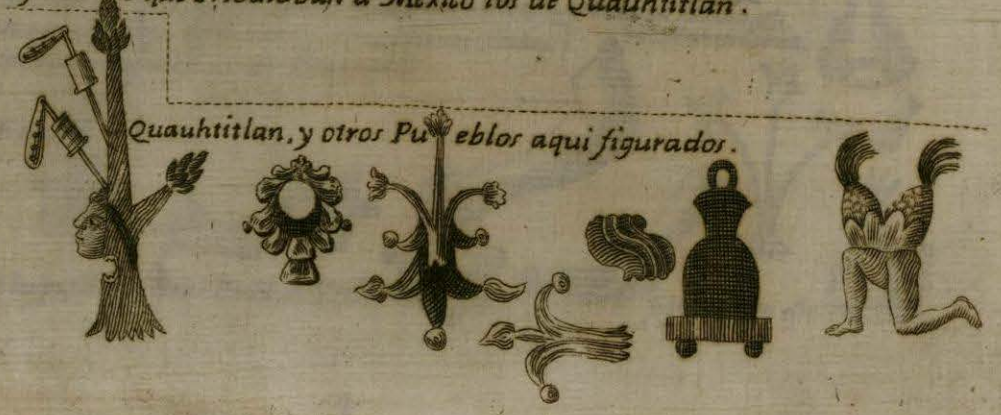 a Mexico los de Quauhtitlan.
Quauhtitlan, y otros Pueblos aqui figurados.